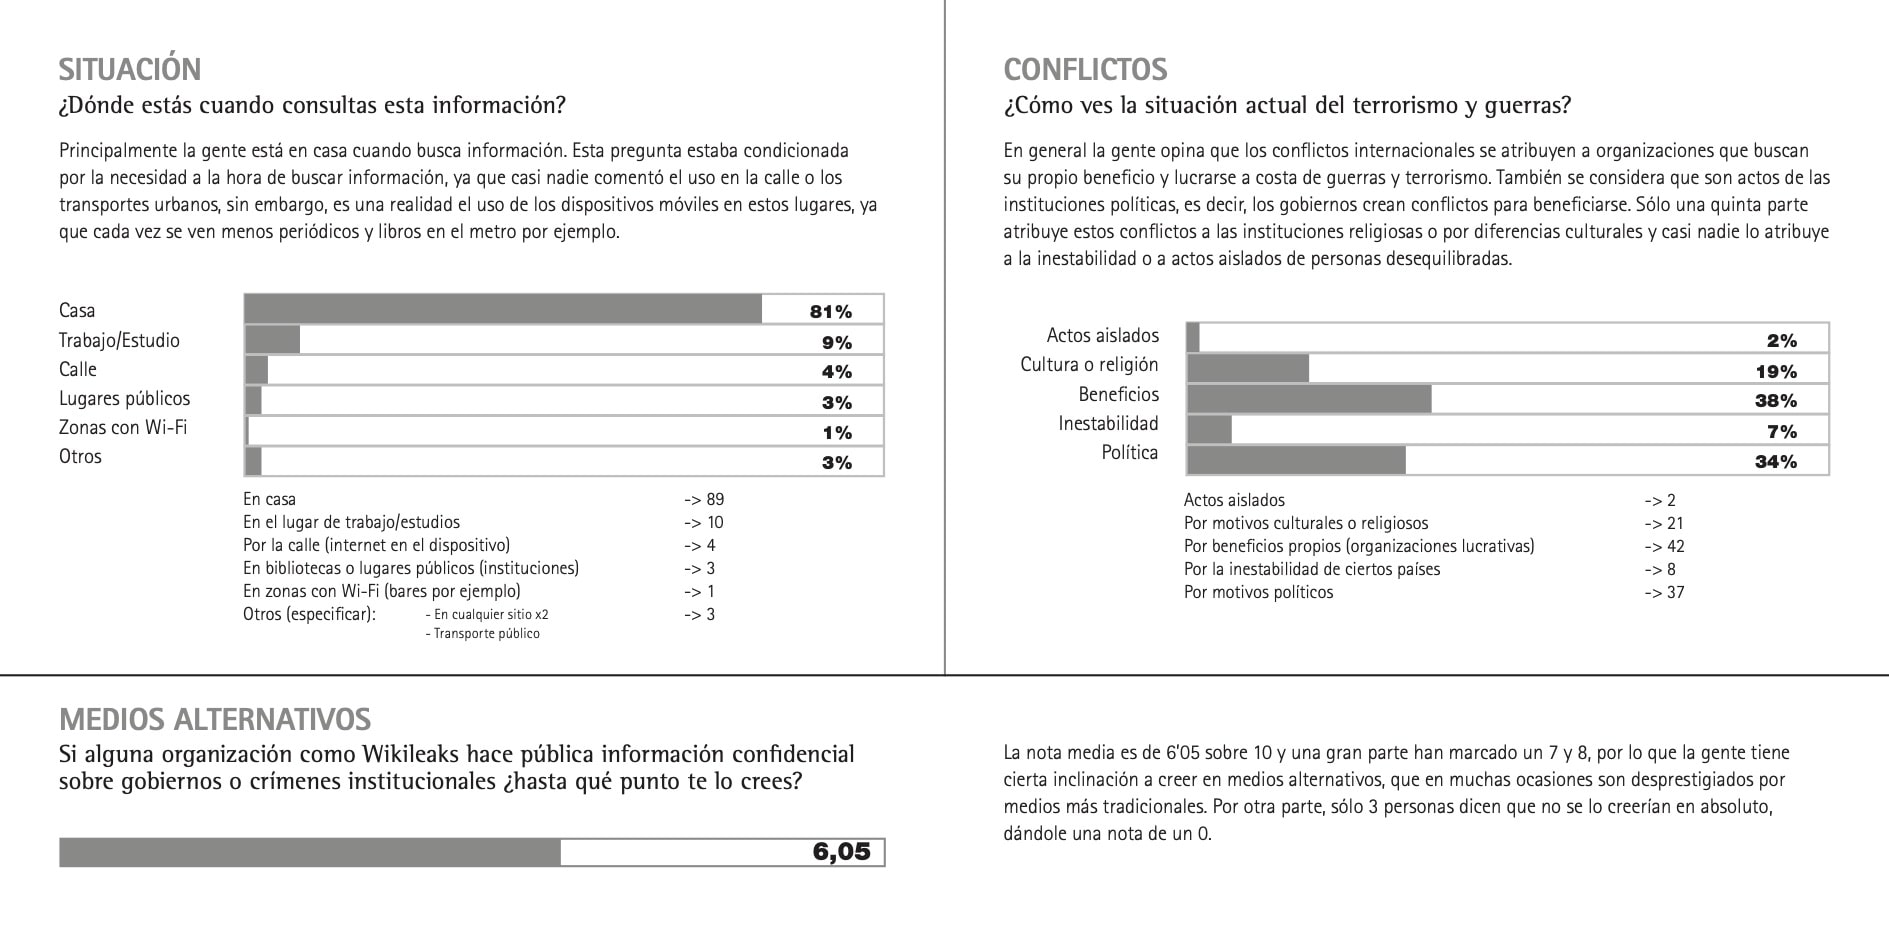 SITUACIÓN
¿Dónde estás cuando consultas esta información?
Principalmente la gente está en casa cuando busca información. Esta pregunta estaba condicionada
por la necesidad a la hora de buscar información, ya que casi nadie comentó el uso en la calle o los
transportes urbanos, sin embargo, es una realidad el uso de los dispositivos móviles en estos lugares, ya
que cada vez se ven menos periódicos y libros en el metro por ejemplo.
Casa 81%
Trabajo/Estudio 9%
Calle 4%
Lugares públicos 3%
Zonas con Wi-Fi 1%
Otros 3%
En casa -> 89
En el lugar de trabajo/estudios -> 10
Por la calle (internet en el dispositivo) -> 4
En bibliotecas o lugares públicos (instituciones) -> 3
En zonas con Wi-Fi (bares por ejemplo) -> 1
Otros (especificar): - En cualquier sitio x2 -> 3
- Transporte público
CONFLICTOS
¿Cómo ves la situación actual del terrorismo y guerras?
En general la gente opina que los conflictos internacionales se atribuyen a organizaciones que buscan
su propio beneficio y lucrarse a costa de guerras y terrorismo. También se considera que son actos de las
instituciones políticas, es decir, los gobiernos crean conflictos para beneficiarse. Sólo una quinta parte
atribuye estos conflictos a las instituciones religiosas o por diferencias culturales y casi nadie lo atribuye
a la inestabilidad o a actos aislados de personas desequilibradas.
Actos aislados 2%
Cultura o religión 19%
Beneficios 38%
Inestabilidad 7%
Política 34%
Actos aislados -> 2
Por motivos culturales o religiosos -> 21
Por beneficios propios (organizaciones lucrativas) -> 42
Por la inestabilidad de ciertos países -> 8
Por motivos políticos -> 37
MEDIOS ALTERNATIVOS
Si alguna organización como Wikileaks hace pública información confidencial
sobre gobiernos o crímenes institucionales ¿hasta qué punto te lo crees?
6,05
La nota media es de 6'05 sobre 10 y una gran parte han marcado un 7 y 8, por lo que la gente tiene
cierta inclinación a creer en medios alternativos, que en muchas ocasiones son desprestigiados por
medios más tradicionales. Por otra parte, sólo 3 personas dicen que no se lo creerían en absoluto,
dándole una nota de un 0.